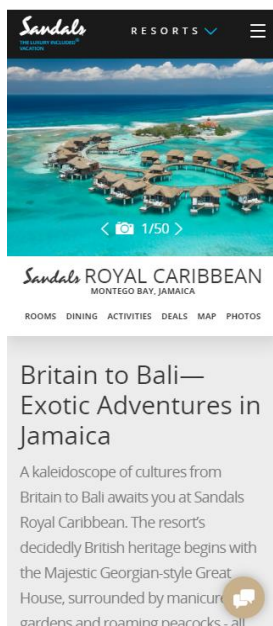 Sandals
THE LUXURY INCLUDED®
VACATION
RESORTS
1/50
Sandals ROYAL CARIBBEAN
MONTEGO BAY, JAMAICA
ROOMS DINING ACTIVITIES DEALS MAP PHOTOS
Britain to Bali—
Exotic Adventures in
Jamaica
A kaleidoscope of cultures from
Britain to Bali awaits you at Sandals
Royal Caribbean. The resort's
decidedly British heritage begins with
the Majestic Georgian-style Great
House, surrounded by
gardens and roaming peacocks - all